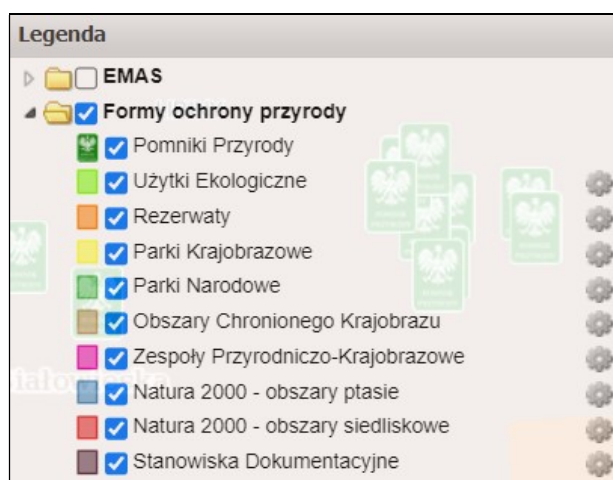 Legenda
EMAS
Formy ochrony przyrody
Pomniki Przyrody
Użytki Ekologiczne
Rezerwaty
Parki Krajobrazowe
Parki Narodowe
Obszary Chronionego Krajobrazu
Zespoły Przyrodniczo-Krajobrazowe
Natura 2000 - obszary ptasie
Natura 2000 - obszary siedliskowe
Stanowiska Dokumentacyjne